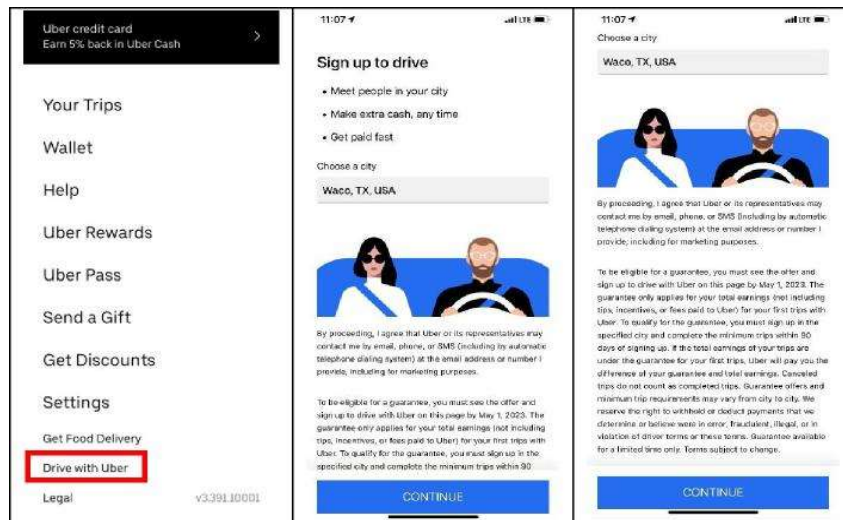 Uber credit card
Earn 5% back in Uber Cash
Your Trips
Wallet
Help
Uber Rewards
Uber Pass
Send a Gift
Get Discounts
Settings
Get Food Delivery
Drive with Uber
Legal
v3.391.10001
11:07
LTE
Sign up to drive
• Meet people in your city
• Make extra cash, any time
• Get paid fast
Choose a city
Waco, TX, USA
By proceeding, I agree that Uber or its representatives may
contact me by email, phone, or SMS (including by automatic
telephone dialing system) at the email address or number I
provide, including for marketing purposes.
To be eligible for a guarantee, you must see the offer and
sign up to drive with Uber on this page by May 1, 2023. The
guarantee only applies for your total earnings (not including
tips, incentives, or fees paid to Uber) for your first trips with
Uber. To qualify for the guarantee, you must sign up in the
specified city and complete the minimum trips within 90
CONTINUE
11:07
LTE
Choose a city
Waco, TX, USA
By proceeding, I agree that Uber or its representatives may
contact me by email, phone, or SMS (including by automatic
telephone dialing system) at the email address or number I
provide, including for marketing purposes.
To be eligible for a guarantee, you must see the offer and
sign up to drive with Uber on this page by May 1, 2023. The
guarantee only applies for your total earnings (not including
tips, incentives, or fees paid to Uber) for your first trips with
Uber. To qualify for the guarantee, you must sign up in the
specified city and complete the minimum trips within 90
days of signing up. If the total earnings of your trips are
under the guarantee for your first trips, Uber will pay you the
difference of your guarantee and total earnings. Canceled
trips do not count as completed trips. Guarantee offers and
minimum trip requirements may vary from city to city. We
reserve the right to withhold or deduct payments that we
determine or believe were in error, fraudulent, illegal, or in
violation of driver terms or these terms. Guarantee available
for a limited time only. Terms subject to change.
CONTINUE